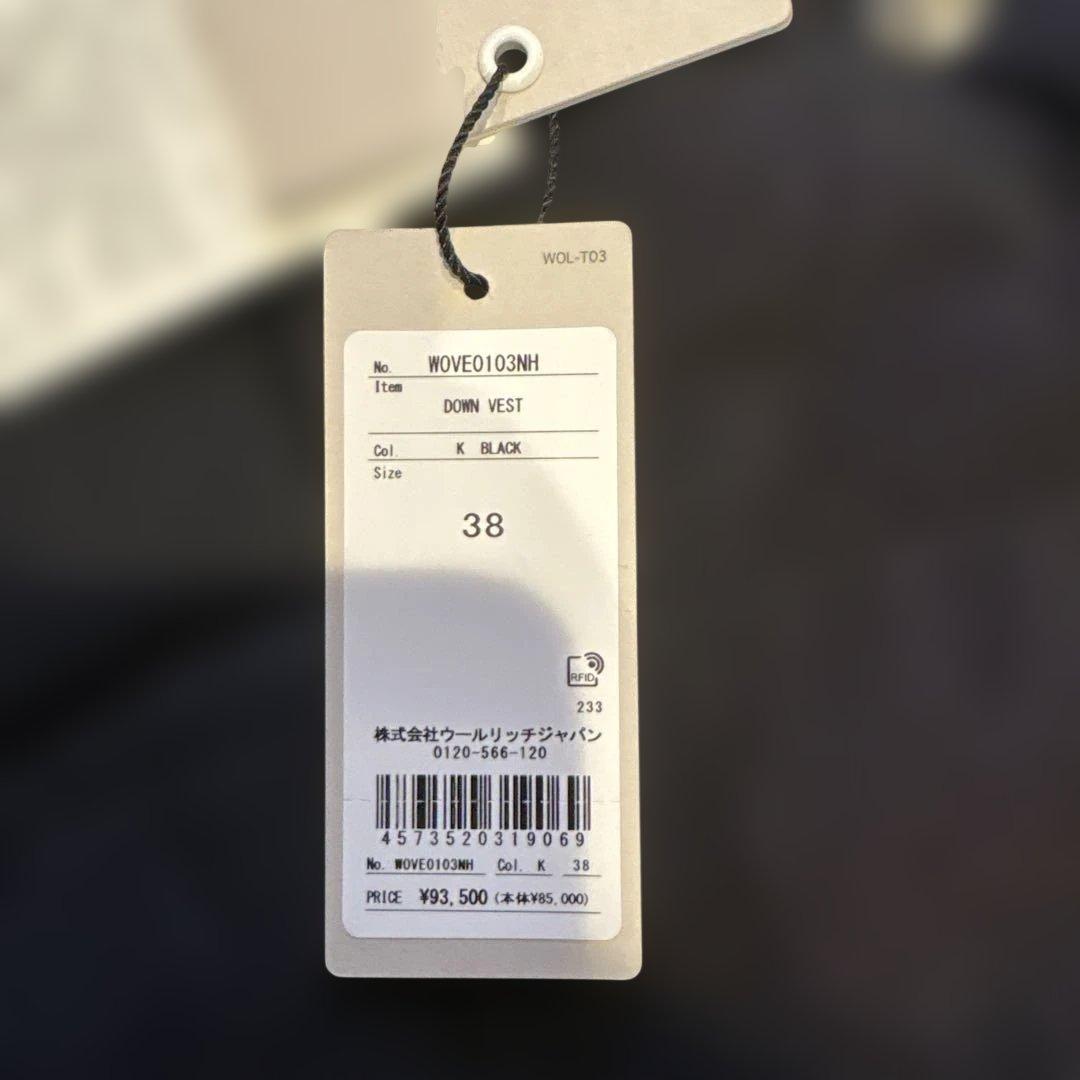 WOL-T03
No. WOVE0103NH
Item
DOWN VEST
Col. K BLACK
Size
38
RFID
233
株式会社ウールリッチジャパン
0120-566-120
4573520319069
No. WOVE0103NH Col. K 38
PRICE ¥93,500 (本体¥85,000)